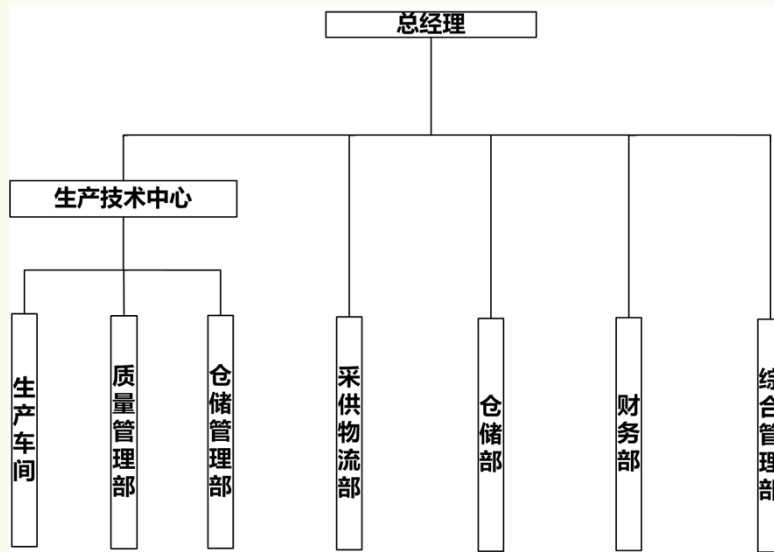 总经理
生产技术中心
生产车间
质量管理部
仓储管理部
采供物流部
仓储部
财务部
综合管理部